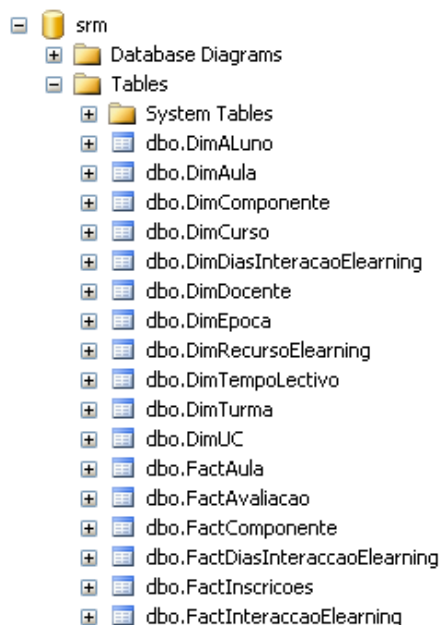 srm
Database Diagrams
Tables
System Tables
dbo.DimALuno
dbo.DimAula
dbo.DimComponente
dbo.DimCurso
dbo.DimDiasInteracaoElearning
dbo.DimDocente
dbo.DimEpoca
dbo.DimRecursoElearning
dbo.DimTempoLectivo
dbo.DimTurma
dbo.DimUC
dbo.FactAula
dbo.FactAvaliacao
dbo.FactComponente
dbo.FactDiasInteraccaoElearning
dbo.FactInscricoes
dbo.FactInteraccaoElearning